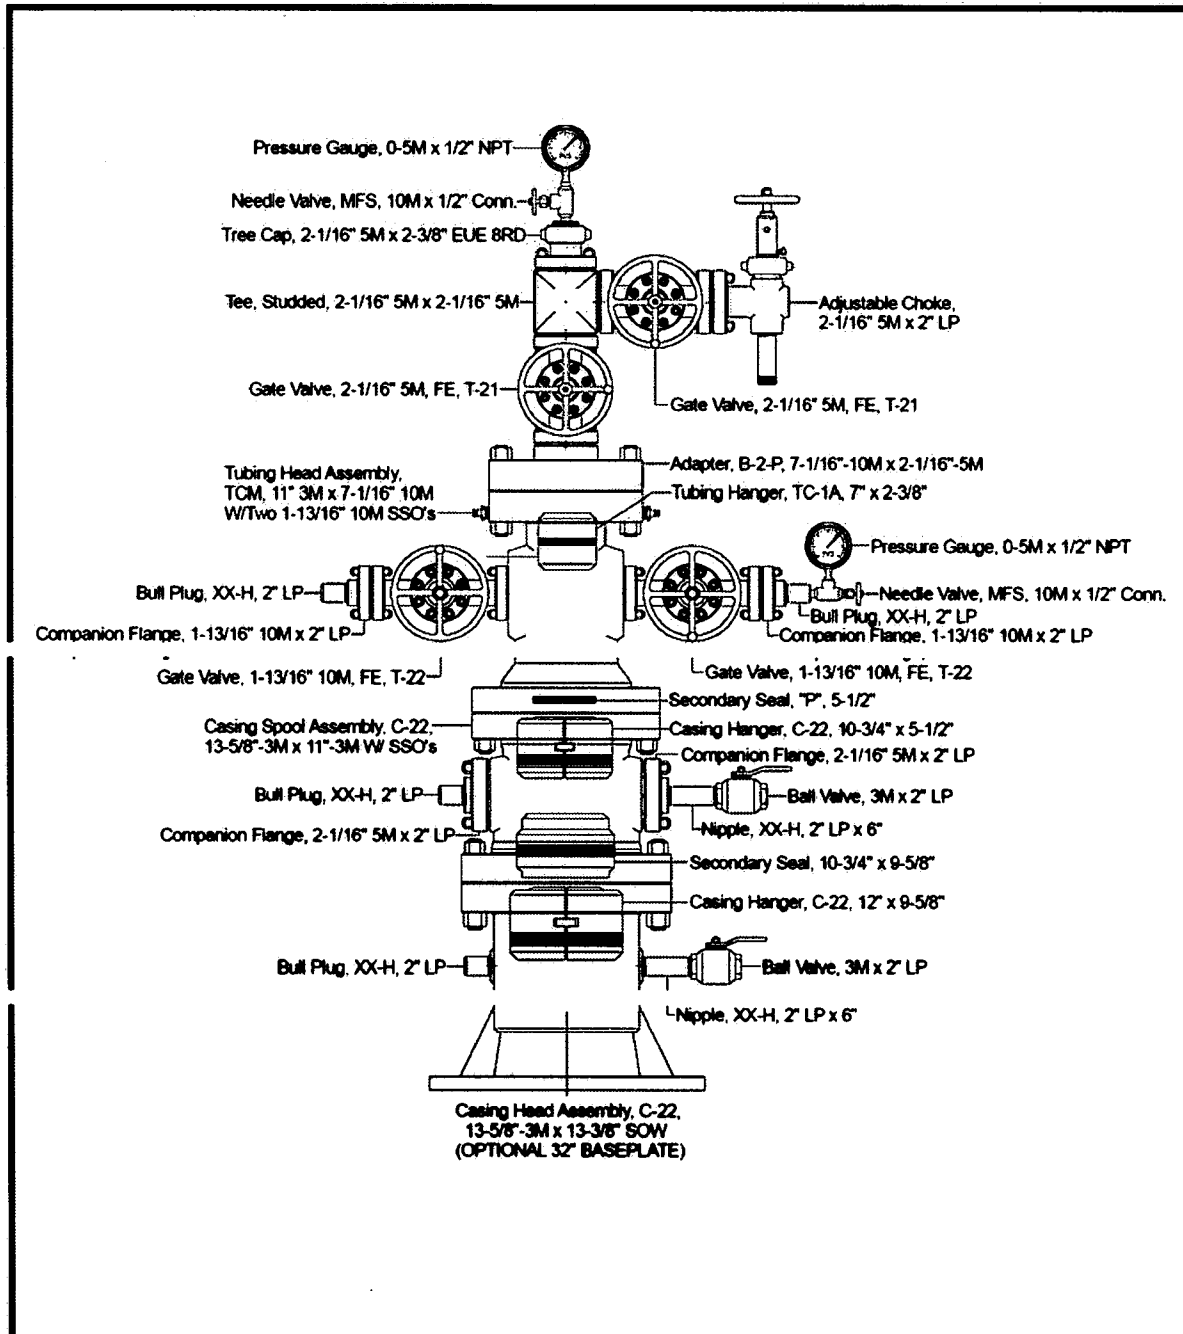 Pressure Gauge, 0-5M x 1/2" NPT
Needle Valve, MFS, 10M x 1/2" Conn.
Tree Cap, 2-1/16" 5M x 2-3/8" EUE 8RD
Tee, Studded, 2-1/16" 5M x 2-1/16" 5M
Adjustable Choke,
2-1/16" 5M x 2" LP
Gate Valve, 2-1/16" 5M, FE, T-21
Gate Valve, 2-1/16" 5M, FE, T-21
Adapter, B-2-P, 7-1/16"-10M x 2-1/16"-5M
Tubing Head Assembly,
TCM, 11" 3M x 7-1/16" 10M
W/Two 1-13/16" 10M SSO's
Tubing Hanger, TC-1A, 7" x 2-3/8"
Pressure Gauge, 0-5M x 1/2" NPT
Bull Plug, XX-H, 2" LP
Needle Valve, MFS, 10M x 1/2" Conn.
Bull Plug, XX-H, 2" LP
Companion Flange, 1-13/16" 10M x 2" LP
Companion Flange, 1-13/16" 10M x 2" LP
Gate Valve, 1-13/16" 10M, FE, T-22
Gate Valve, 1-13/16" 10M, FE, T-22
Secondary Seal, "P", 5-1/2"
Casing Spool Assembly, C-22,
13-5/8"-3M x 11"-3M W/ SSO's
Casing Hanger, C-22, 10-3/4" x 5-1/2"
Companion Flange, 2-1/16" 5M x 2" LP
Bull Plug, XX-H, 2" LP
Ball Valve, 3M x 2" LP
Companion Flange, 2-1/16" 5M x 2" LP
Nipple, XX-H, 2" LP x 6"
Secondary Seal, 10-3/4" x 9-5/8"
Casing Hanger, C-22, 12" x 9-5/8"
Bull Plug, XX-H, 2" LP
Ball Valve, 3M x 2" LP
Nipple, XX-H, 2" LP x 6"
Casing Head Assembly, C-22,
13-5/8"-3M x 13-3/8" SOW
(OPTIONAL 32" BASEPLATE)